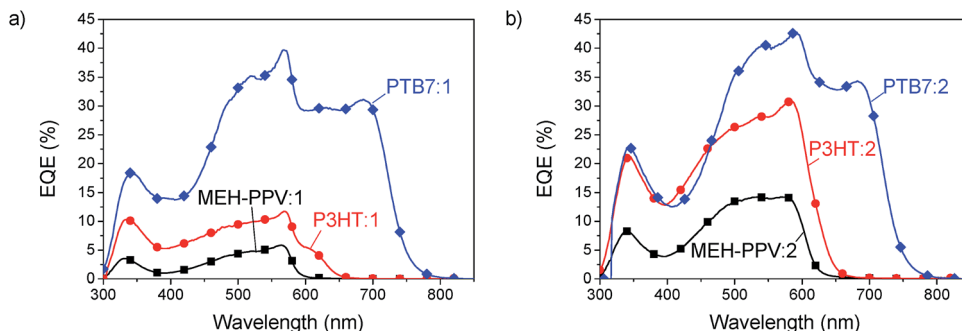 a)
45
40
35
30
25
20
15
10
5
0
EQE (%)
PTB7:1
MEH-PPV:1
P3HT:1
300 400 500 600 700 800
Wavelength (nm)
b)
45
40
35
30
25
20
15
10
5
0
EQE (%)
PTB7:2
P3HT:2
MEH-PPV:2
300 400 500 600 700 800
Wavelength (nm)